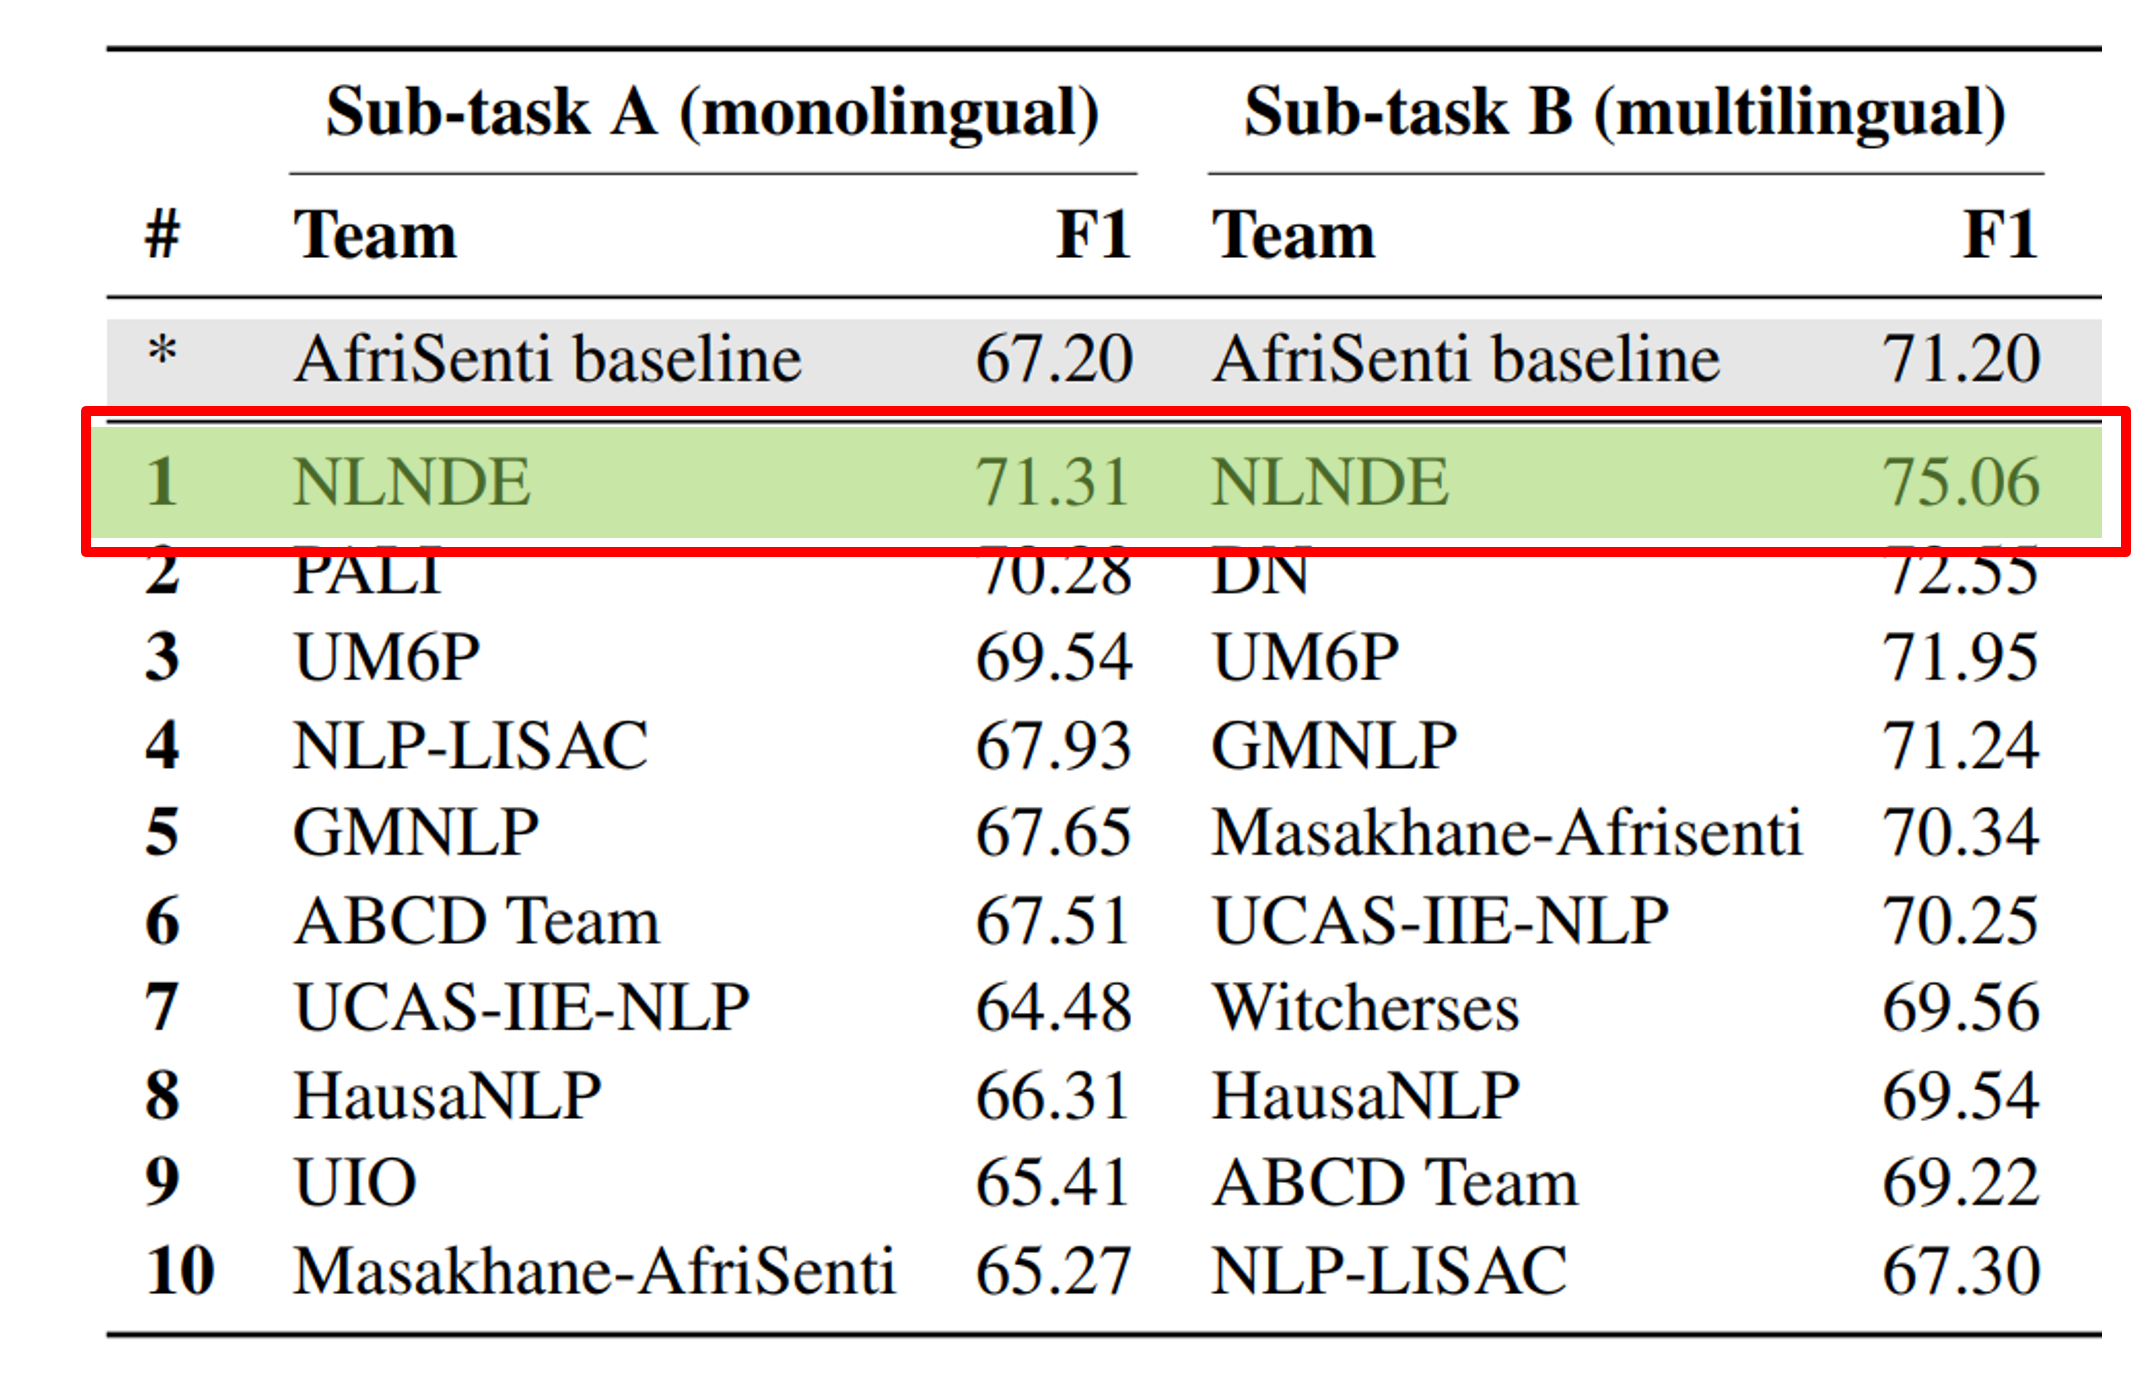 Sub-task A (monolingual) Sub-task B (multilingual)
# Team F1 Team F1
* AfriSenti baseline 67.20 AfriSenti baseline 71.20
1 NLNDE 71.31 NLNDE 75.06
2 PALI 70.28 DN 72.55
3 UM6P 69.54 UM6P 71.95
4 NLP-LISAC 67.93 GMNLP 71.24
5 GMNLP 67.65 Masakhane-Afrisenti 70.34
6 ABCD Team 67.51 UCAS-IIE-NLP 70.25
7 UCAS-IIE-NLP 64.48 Witcherses 69.56
8 HausaNLP 66.31 HausaNLP 69.54
9 UIO 65.41 ABCD Team 69.22
10 Masakhane-AfriSenti 65.27 NLP-LISAC 67.30